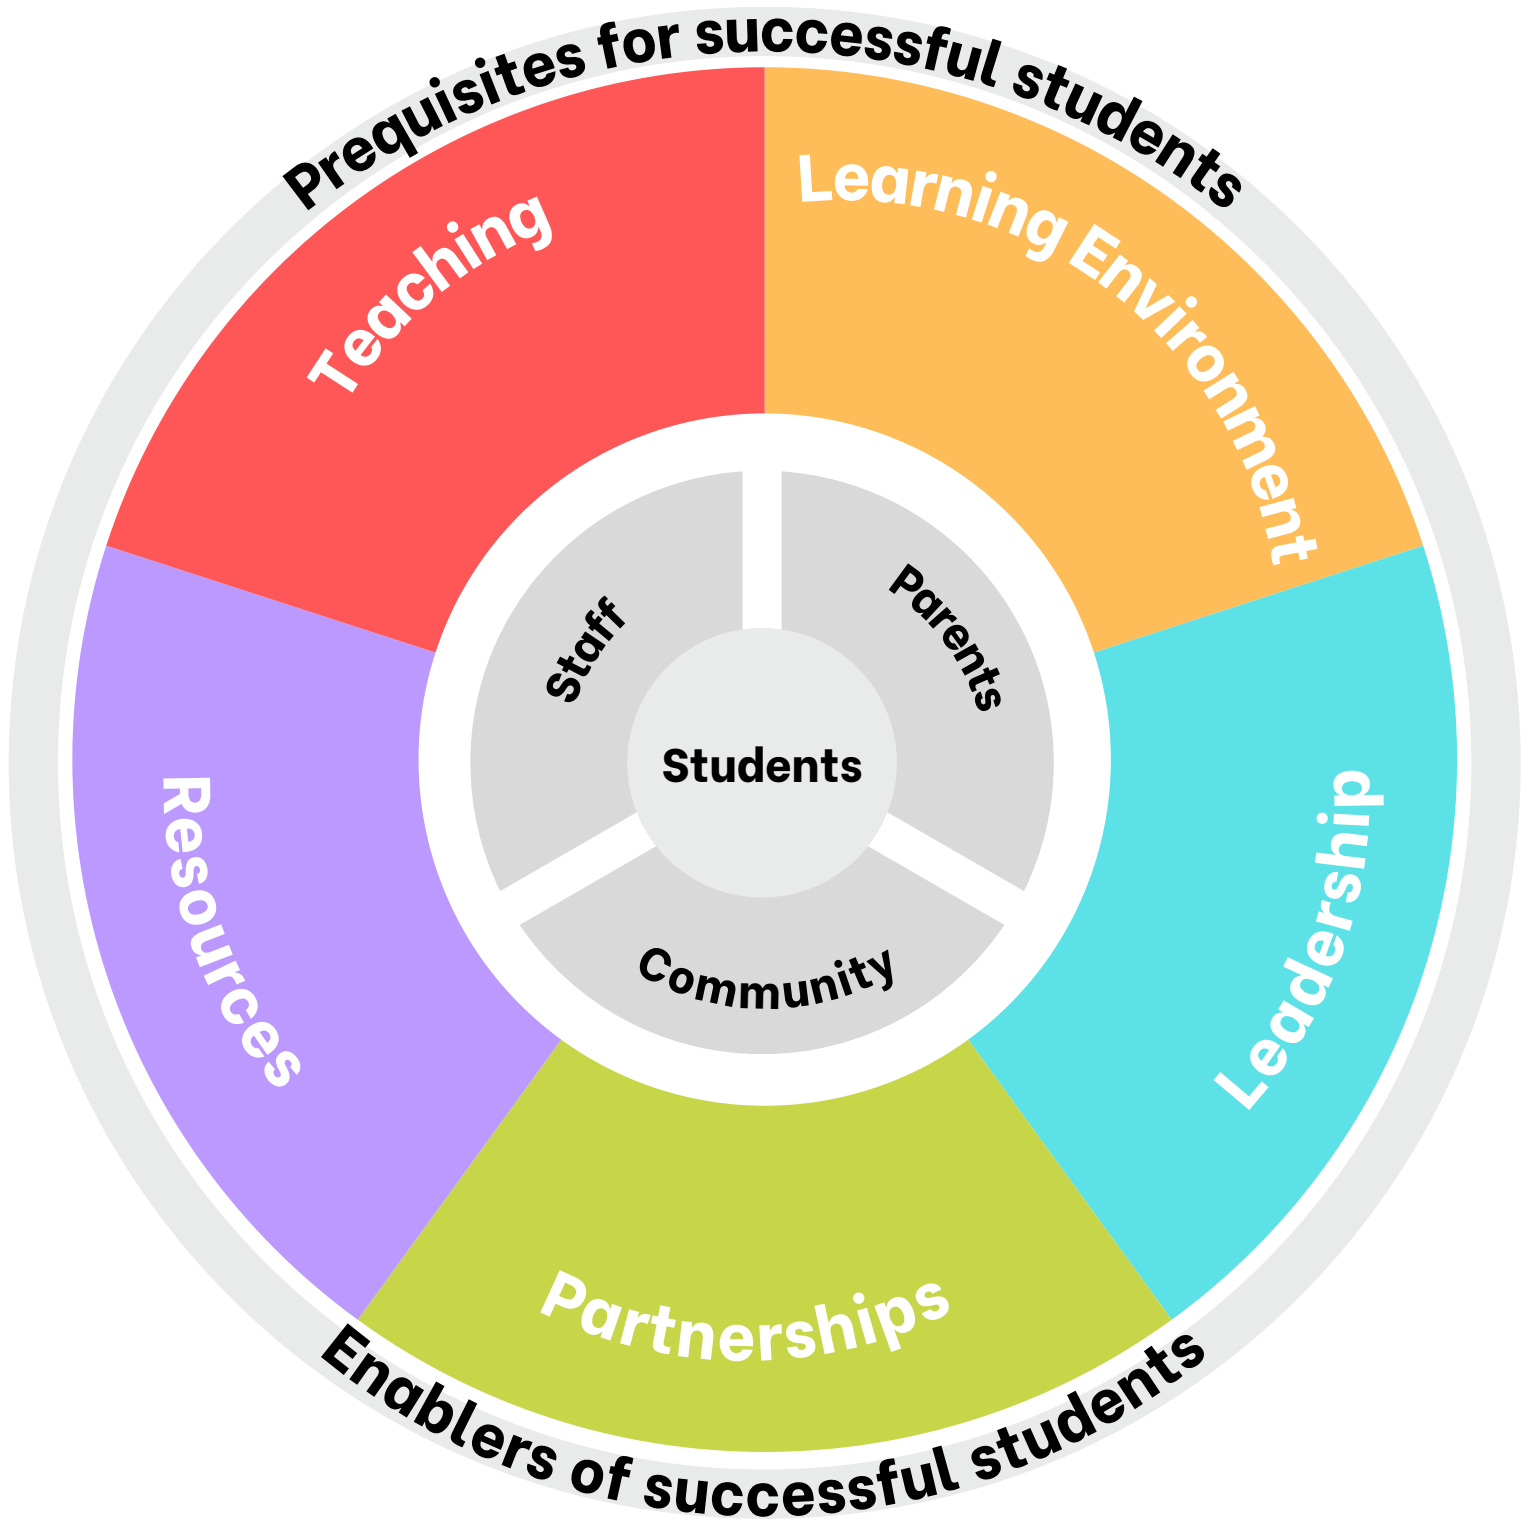 Prequisites for successful students
Teaching
Learning Environment
Staff
Parents
Students
Community
Resources
Leadership
Partnerships
Enablers of successful students